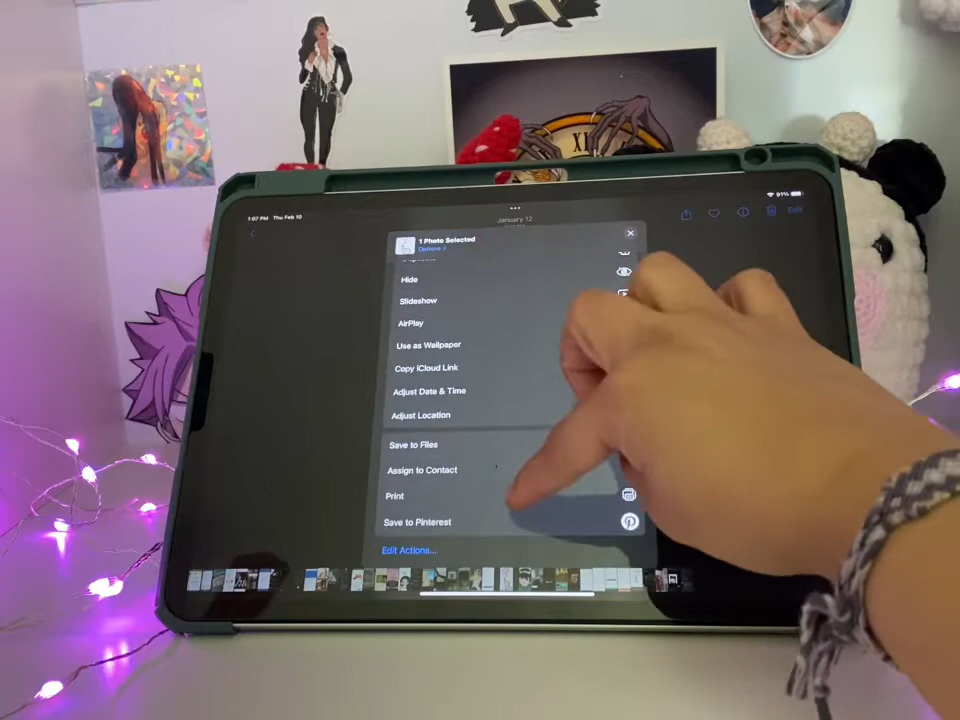 1:07 PM Thu Feb 10
91%
January 12
Edit
1 Photo Selected
Options >
Hide
Slideshow
AirPlay
Use as Wallpaper
Copy iCloud Link
Adjust Date & Time
Adjust Location
Save to Files
Assign to Contact
Print
Save to Pinterest
Edit Actions...
XI